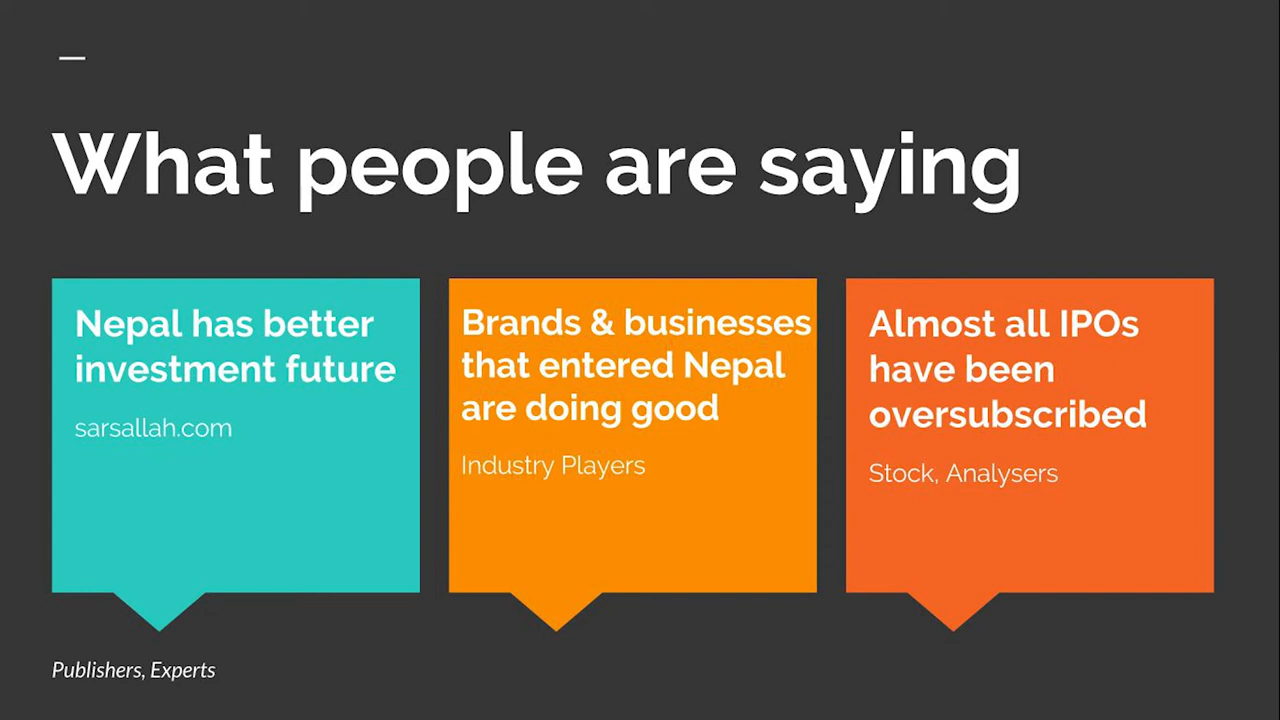 What people are saying
Nepal has better
investment future
sarsallah.com
Brands & businesses
that entered Nepal
are doing good
Industry Players
Almost all IPOs
have been
oversubscribed
Stock, Analysers
Publishers, Experts